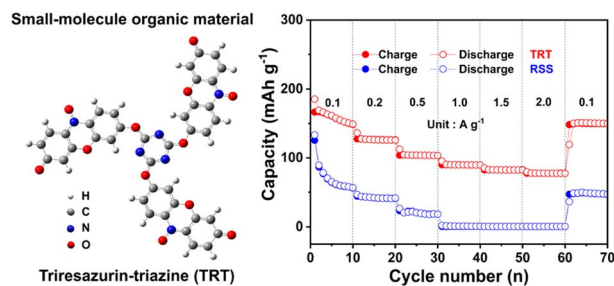 Small-molecule organic material
H
C
N
O
Triresazurin-triazine (TRT)
Capacity (mAh g⁻¹)
300
200
100
0
Charge Discharge TRT
Charge Discharge RSS
0.1 0.2 0.5 1.0 1.5 2.0 0.1
Unit : A g⁻¹
0 10 20 30 40 50 60 70
Cycle number (n)